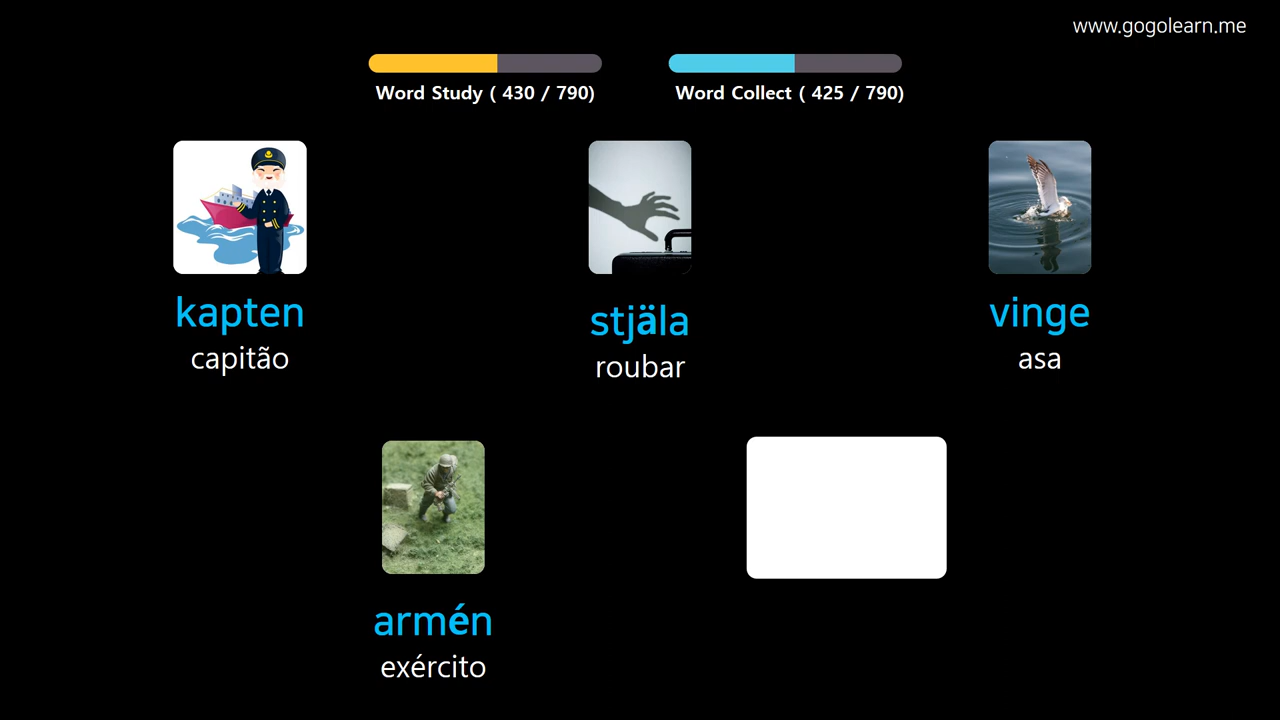 www.gogolearn.me
Word Study ( 430 / 790)
Word Collect ( 425 / 790)
kapten
capitão
stjäla
roubar
vinge
asa
armén
exército